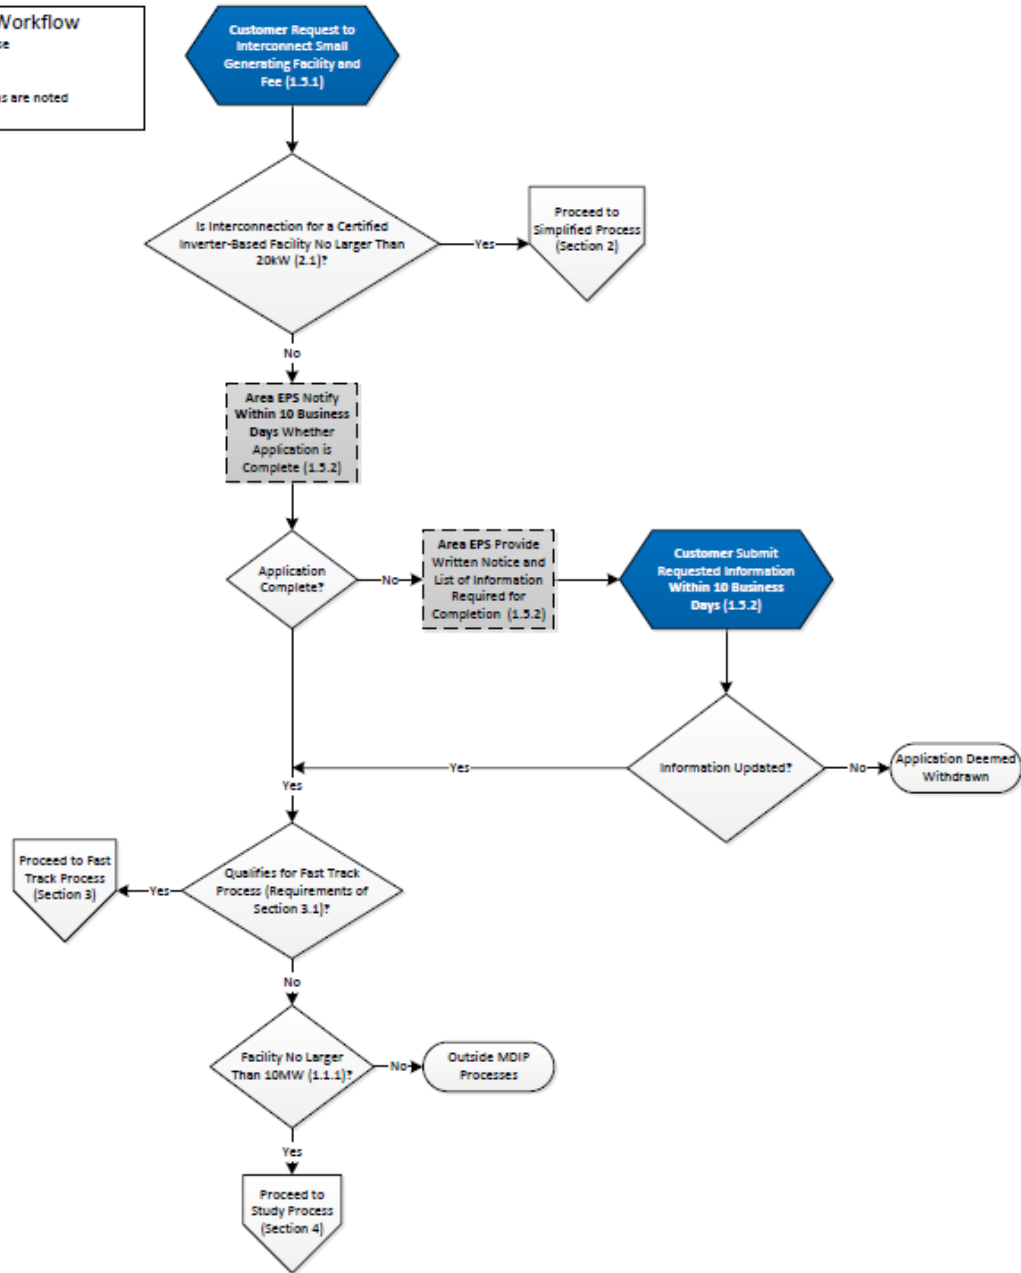 Workflow
se
s are noted
Customer Request to
Interconnect Small
Generating Facility and
Fee (1.5.1)
Is Interconnection for a Certified
Inverter-Based Facility No Larger Than
20kW (2.1)?
Yes
Proceed to
Simplified Process
(Section 2)
No
Area EPS Notify
Within 10 Business
Days Whether
Application is
Complete (1.5.2)
Application
Complete?
No
Area EPS Provide
Written Notice and
List of Information
Required for
Completion (1.5.2)
Customer Submit
Requested Information
Within 10 Business
Days (1.5.2)
Information Updated?
No
Application Deemed
Withdrawn
Yes
Yes
Qualifies for Fast Track
Process (Requirements of
Section 3.1)?
Yes
Proceed to Fast
Track Process
(Section 3)
No
Facility No Larger
Than 10MW (1.1.1)?
No
Outside MDIP
Processes
Yes
Proceed to
Study Process
(Section 4)